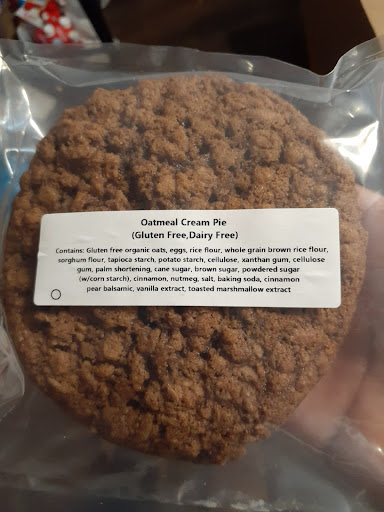 Oatmeal Cream Pie
(Gluten Free,Dairy Free)
Contains: Gluten free organic oats, eggs, rice flour, whole grain brown rice flour,
sorghum flour, tapioca starch, potato starch, cellulose, xanthan gum, cellulose
gum, palm shortening, cane sugar, brown sugar, powdered sugar
(w/corn starch), cinnamon, nutmeg, salt, baking soda, cinnamon
pear balsamic, vanilla extract, toasted marshmallow extract